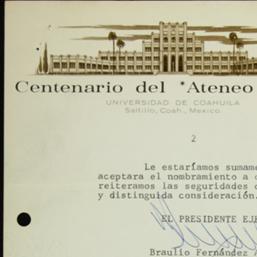 Centenario del "Ateneo
UNIVERSIDAD DE COAHUILA
Saltillo, Coah., Mexico
2
Le estaríamos sumame
aceptara el nombramiento a
reiteramos las seguridades
y distinguida consideración.
EL PRESIDENTE EJE
Braulio Fernández A